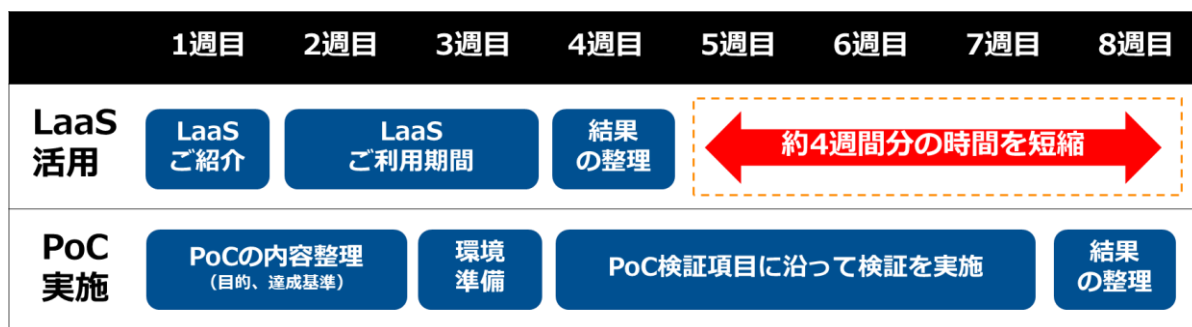 1週目 2週目 3週目 4週目 5週目 6週目 7週目 8週目
LaaS
活用
LaaS
ご紹介
LaaS
ご利用期間
結果
の整理
約4週間分の時間を短縮
PoC
実施
PoCの内容整理
（目的、達成基準）
環境
準備
PoC検証項目に沿って検証を実施
結果
の整理